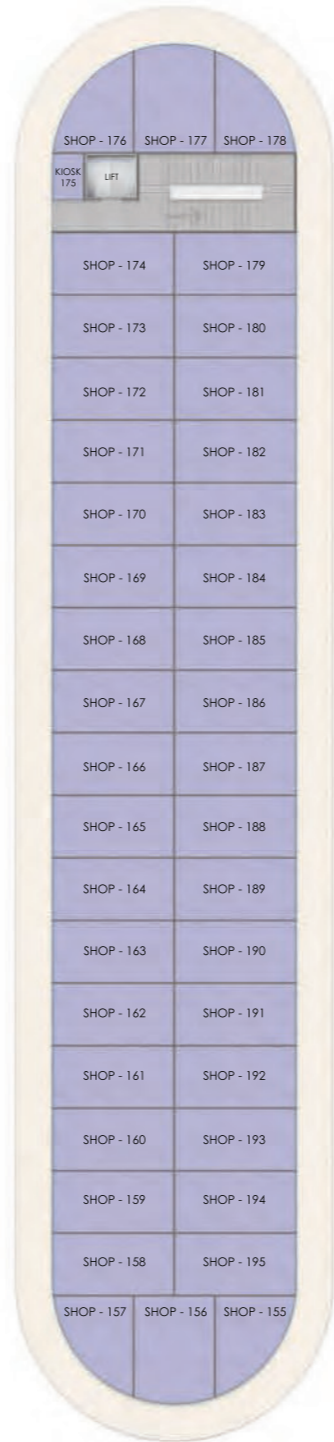 SHOP - 176 SHOP - 177 SHOP - 178
KIOSK
175
LIFT
SHOP - 174 SHOP - 179
SHOP - 173 SHOP - 180
SHOP - 172 SHOP - 181
SHOP - 171 SHOP - 182
SHOP - 170 SHOP - 183
SHOP - 169 SHOP - 184
SHOP - 168 SHOP - 185
SHOP - 167 SHOP - 186
SHOP - 166 SHOP - 187
SHOP - 165 SHOP - 188
SHOP - 164 SHOP - 189
SHOP - 163 SHOP - 190
SHOP - 162 SHOP - 191
SHOP - 161 SHOP - 192
SHOP - 160 SHOP - 193
SHOP - 159 SHOP - 194
SHOP - 158 SHOP - 195
SHOP - 157 SHOP - 156 SHOP - 155